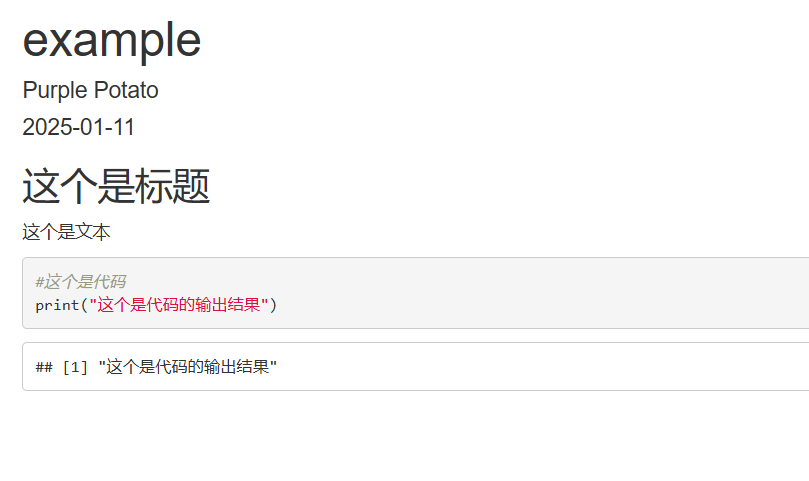 example
Purple Potato
2025-01-11
这个是标题
这个是文本
#这个是代码
print("这个是代码的输出结果")
## [1] "这个是代码的输出结果"